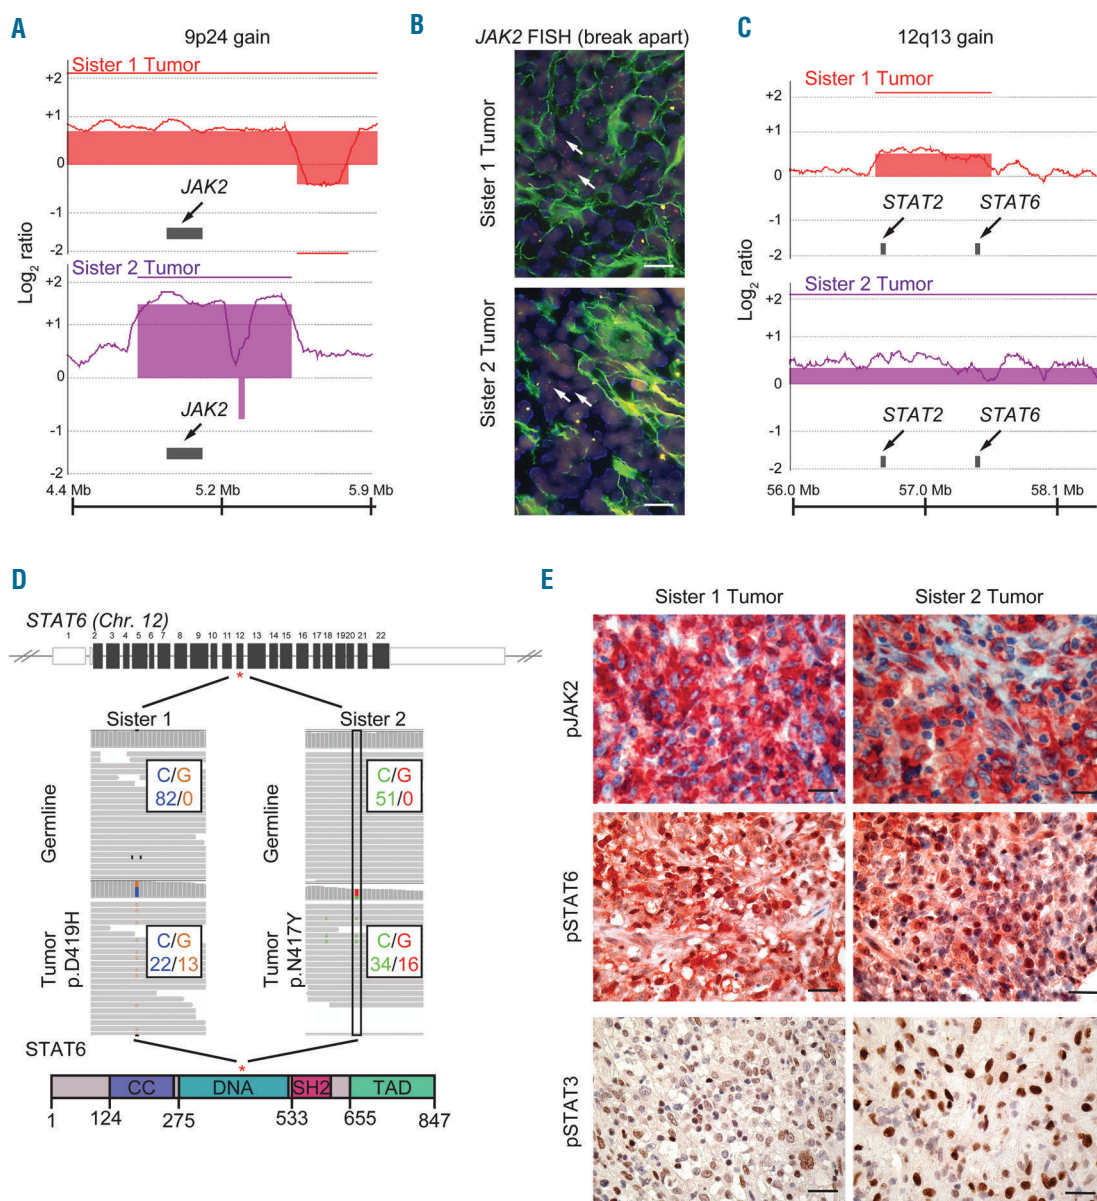 A
9p24 gain
Sister 1 Tumor
+2
+1
0
-1
-2
JAK2
Log2 ratio
Sister 2 Tumor
+2
+1
0
-1
-2
JAK2
4.4 Mb
5.2 Mb
5.9 Mb
B
JAK2 FISH (break apart)
Sister 1 Tumor
Sister 2 Tumor
C
12q13 gain
Sister 1 Tumor
+2
+1
0
-1
-2
STAT2
STAT6
Log2 ratio
Sister 2 Tumor
+2
+1
0
-1
-2
STAT2
STAT6
56.0 Mb
57.0 Mb
58.1 Mb
D
STAT6 (Chr. 12)
1 2 3 4 5 6 7 8 9 10 11 12 13 14 15 16 17 18 19 20 21 22
*
Sister 1
Sister 2
Germline
C/G
82/0
Germline
C/G
51/0
Tumor
p.D419H
C/G
22/13
Tumor
p.N417Y
C/G
34/16
STAT6
*
CC
DNA
SH2
TAD
1
124
275
533
655
847
E
Sister 1 Tumor
Sister 2 Tumor
pJAK2
pSTAT6
pSTAT3